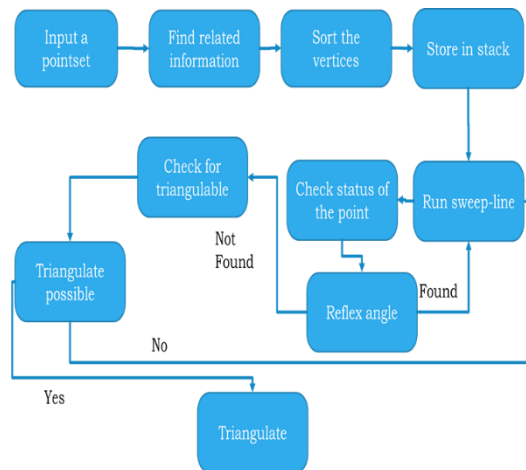 Input a
pointset
Find related
information
Sort the
vertices
Store in stack
Run sweep-line
Check status of
the point
Reflex angle
Found
Not
Found
Check for
triangulable
Triangulate
possible
No
Yes
Triangulate